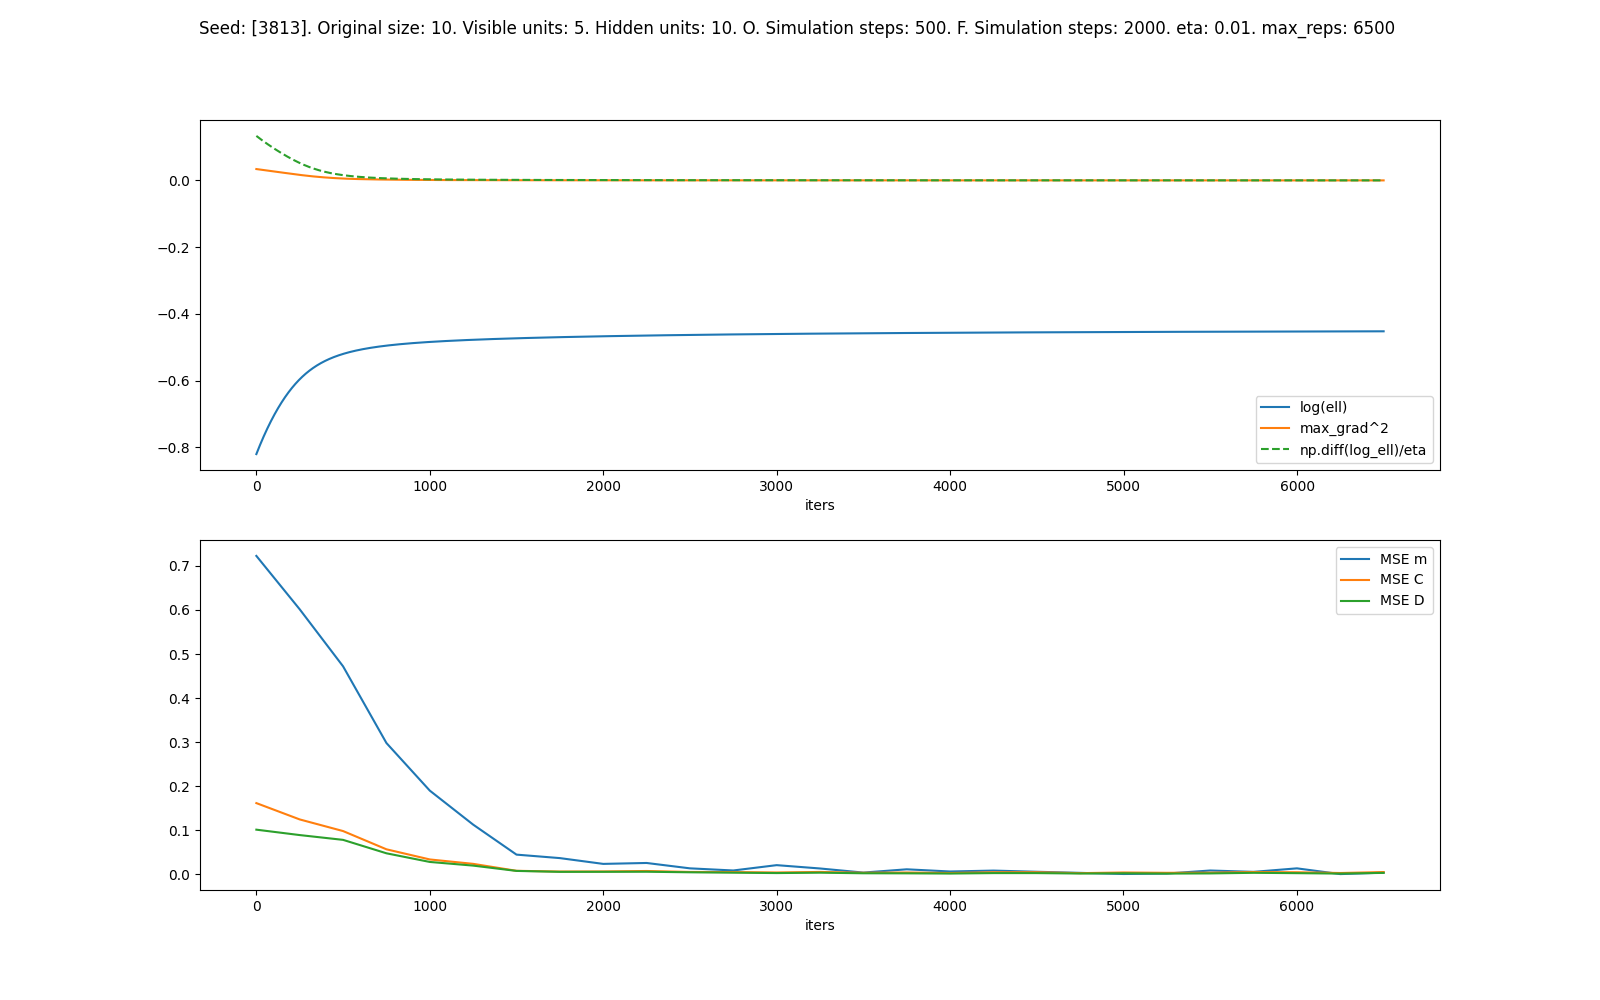 Seed: [3813]. Original size: 10. Visible units: 5. Hidden units: 10. O. Simulation steps: 500. F. Simulation steps: 2000. eta: 0.01. max_reps: 6500
0.0
−0.2
−0.4
−0.6
−0.8
log(ell)
max_grad^2
np.diff(log_ell)/eta
0 1000 2000 3000 4000 5000 6000
iters
0.7
0.6
0.5
0.4
0.3
0.2
0.1
0.0
MSE m
MSE C
MSE D
0 1000 2000 3000 4000 5000 6000
iters